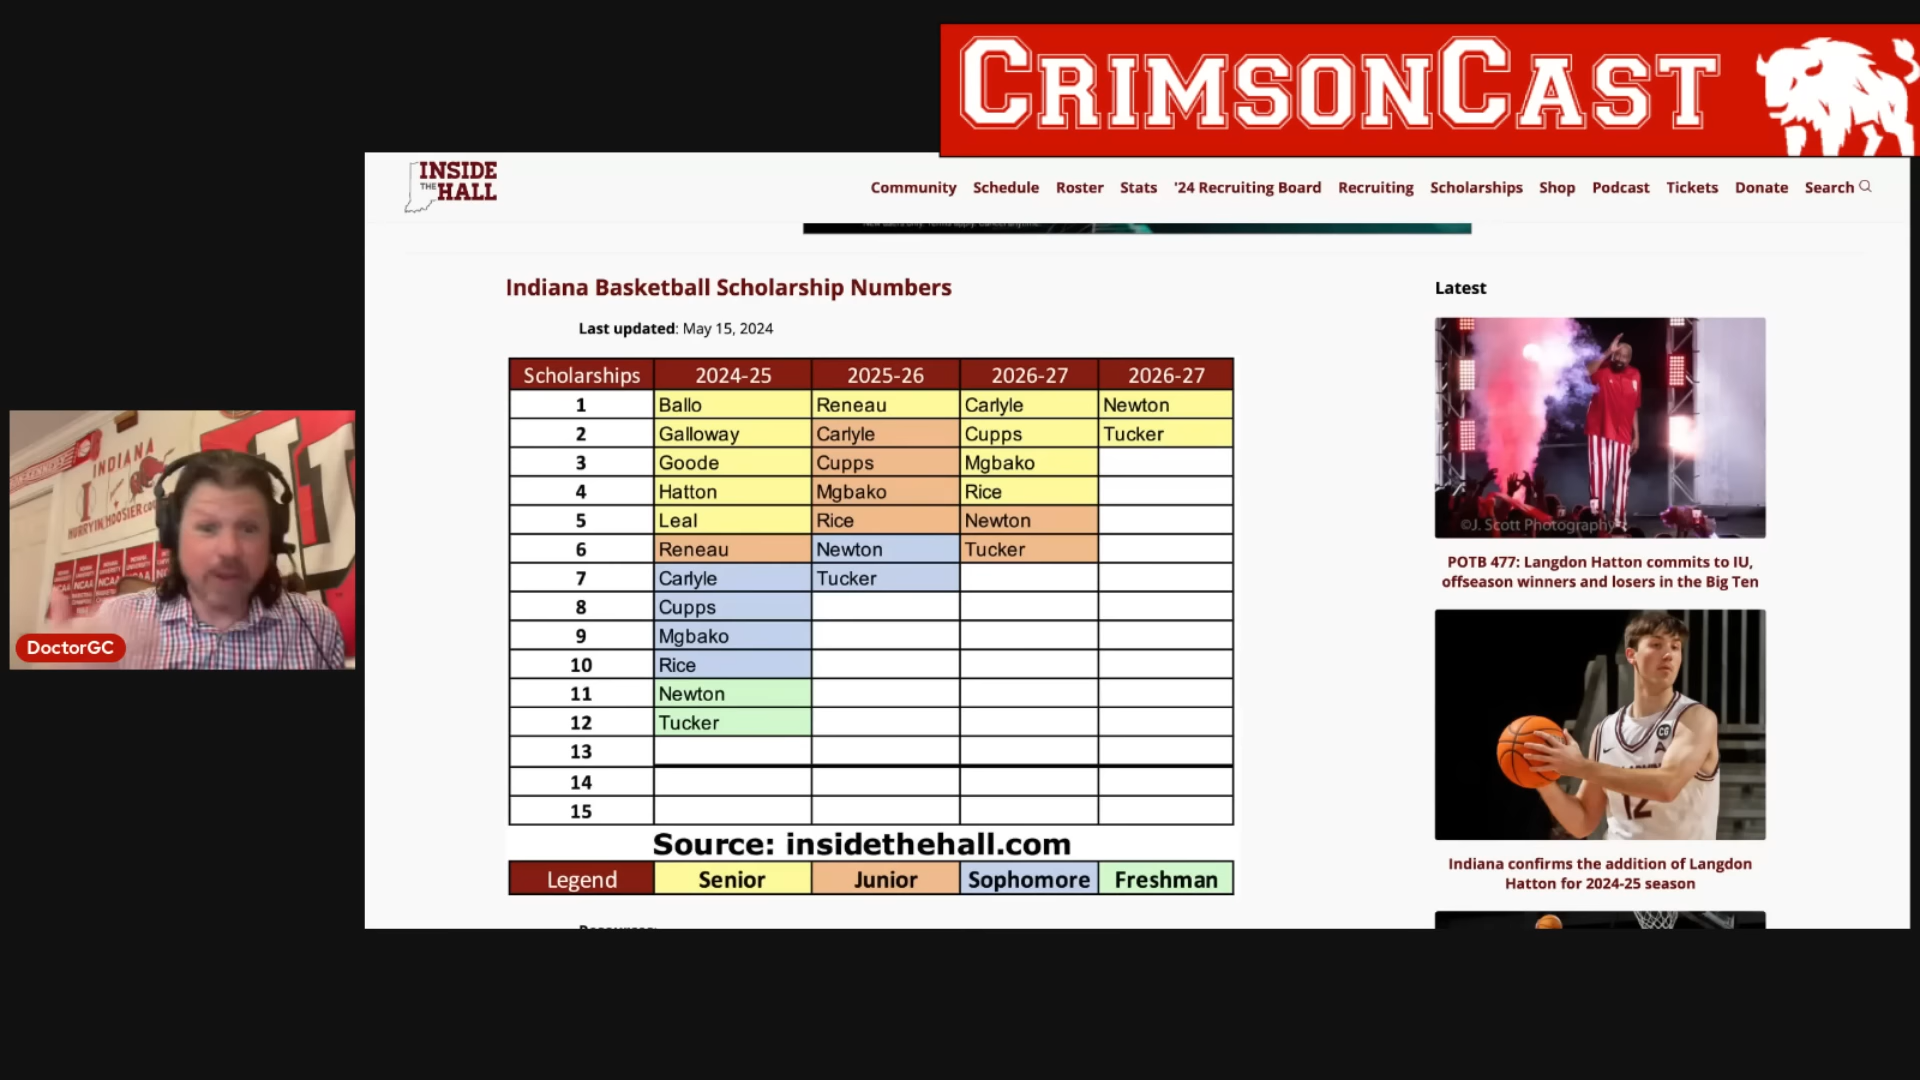 CRIMSONCAST
INSIDE
THE HALL
Community Schedule Roster Stats '24 Recruiting Board Recruiting Scholarships Shop Podcast Tickets Donate Search
Indiana Basketball Scholarship Numbers
Last updated: May 15, 2024
Scholarships 2024-25 2025-26 2026-27 2026-27
1 Ballo Reneau Carlyle Newton
2 Galloway Carlyle Cupps Tucker
3 Goode Cupps Mgbako
4 Hatton Mgbako Rice
5 Leal Rice Newton
6 Reneau Newton Tucker
7 Carlyle Tucker
8 Cupps
9 Mgbako
10 Rice
11 Newton
12 Tucker
13
14
15
Source: insidethehall.com
Legend Senior Junior Sophomore Freshman
Latest
©J. Scott Photography
POTB 477: Langdon Hatton commits to IU,
offseason winners and losers in the Big Ten
12
Indiana confirms the addition of Langdon
Hatton for 2024-25 season
INDIANA
HURRYIN'HOOSIER
NCAA
DoctorGC